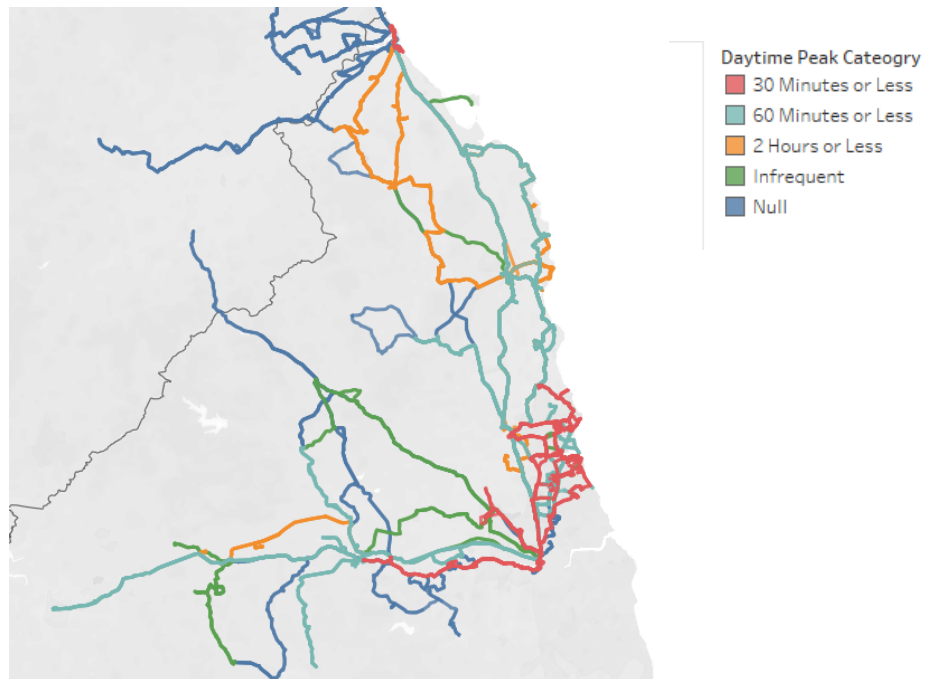 Daytime Peak Cateogry
30 Minutes or Less
60 Minutes or Less
2 Hours or Less
Infrequent
Null